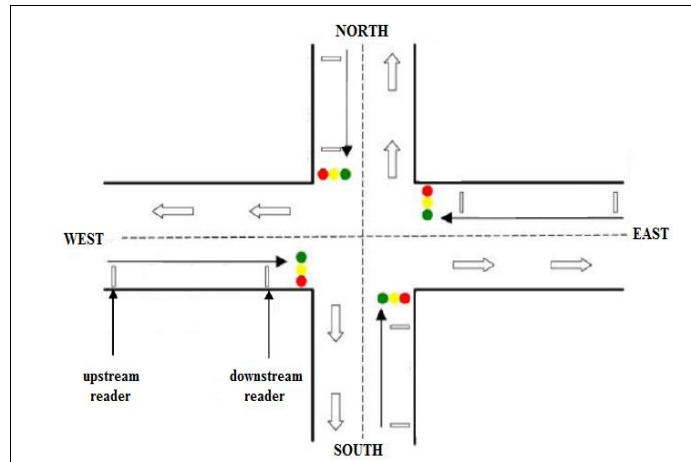 NORTH
WEST
EAST
upstream
reader
downstream
reader
SOUTH